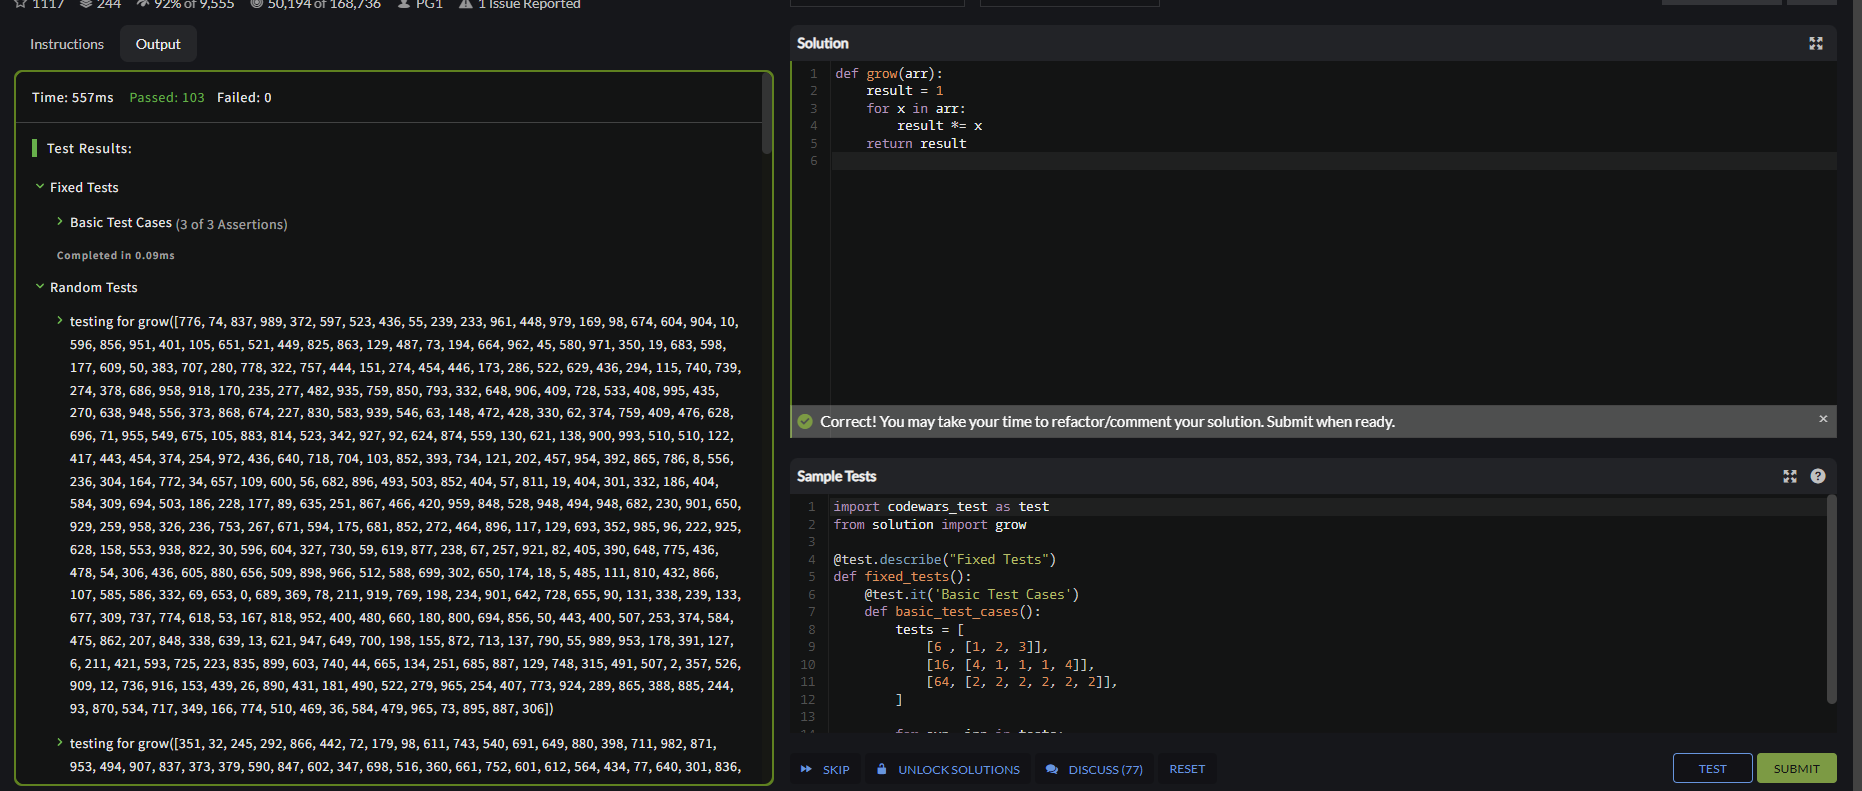 1117 244 92% of 9,555 50,194 of 168,736 PG1 1 Issue Reported
Instructions Output
Time: 557ms Passed: 103 Failed: 0
Test Results:
Fixed Tests
Basic Test Cases (3 of 3 Assertions)
Completed in 0.09ms
Random Tests
testing for grow([776, 74, 837, 989, 372, 597, 523, 436, 55, 239, 233, 961, 448, 979, 169, 98, 674, 604, 904, 10,
596, 856, 951, 401, 105, 651, 521, 449, 825, 863, 129, 487, 73, 194, 664, 962, 45, 580, 971, 350, 19, 683, 598,
177, 609, 50, 383, 707, 280, 778, 322, 757, 444, 151, 274, 454, 446, 173, 286, 522, 629, 436, 294, 115, 740, 739,
274, 378, 686, 958, 918, 170, 235, 277, 482, 935, 759, 850, 793, 332, 648, 906, 409, 728, 533, 408, 995, 435,
270, 638, 948, 556, 373, 868, 674, 227, 830, 583, 939, 546, 63, 148, 472, 428, 330, 62, 374, 759, 409, 476, 628,
696, 71, 955, 549, 675, 105, 883, 814, 523, 342, 927, 92, 624, 874, 559, 130, 621, 138, 900, 993, 510, 510, 122,
417, 443, 454, 374, 254, 972, 436, 640, 718, 704, 103, 852, 393, 734, 121, 202, 457, 954, 392, 865, 786, 8, 556,
236, 304, 164, 772, 34, 657, 109, 600, 56, 682, 896, 493, 503, 852, 404, 57, 811, 19, 404, 301, 332, 186, 404,
584, 309, 694, 503, 186, 228, 177, 89, 635, 251, 867, 466, 420, 959, 848, 528, 948, 494, 948, 682, 230, 901, 650,
929, 259, 958, 326, 236, 753, 267, 671, 594, 175, 681, 852, 272, 464, 896, 117, 129, 693, 352, 985, 96, 222, 925,
628, 158, 553, 938, 822, 30, 596, 604, 327, 730, 59, 619, 877, 238, 67, 257, 921, 82, 405, 390, 648, 775, 436,
478, 54, 306, 436, 605, 880, 656, 509, 898, 966, 512, 588, 699, 302, 650, 174, 18, 5, 485, 111, 810, 432, 866,
107, 585, 586, 332, 69, 653, 0, 689, 369, 78, 211, 919, 769, 198, 234, 901, 642, 728, 655, 90, 131, 338, 239, 133,
677, 309, 737, 774, 618, 53, 167, 818, 952, 400, 480, 660, 180, 800, 694, 856, 50, 443, 400, 507, 253, 374, 584,
475, 862, 207, 848, 338, 639, 13, 621, 947, 649, 700, 198, 155, 872, 713, 137, 790, 55, 989, 953, 178, 391, 127,
6, 211, 421, 593, 725, 223, 835, 899, 603, 740, 44, 665, 134, 251, 685, 887, 129, 748, 315, 491, 507, 2, 357, 526,
909, 12, 736, 916, 153, 439, 26, 890, 431, 181, 490, 522, 279, 965, 254, 407, 773, 924, 289, 865, 388, 885, 244,
93, 870, 534, 717, 349, 166, 774, 510, 469, 36, 584, 479, 965, 73, 895, 887, 306])
testing for grow([351, 32, 245, 292, 866, 442, 72, 179, 98, 611, 743, 540, 691, 649, 880, 398, 711, 982, 871,
953, 494, 907, 837, 373, 379, 590, 847, 602, 347, 698, 516, 360, 661, 752, 601, 612, 564, 434, 77, 640, 301, 836,
Solution
1 def grow(arr):
2 result = 1
3 for x in arr:
4 result *= x
5 return result
6
Correct! You may take your time to refactor/comment your solution. Submit when ready.
Sample Tests
1 import codewars_test as test
2 from solution import grow
3
4 @test.describe("Fixed Tests")
5 def fixed_tests():
6 @test.it('Basic Test Cases')
7 def basic_test_cases():
8 tests = [
9 [6 , [1, 2, 3]],
10 [16, [4, 1, 1, 1, 4]],
11 [64, [2, 2, 2, 2, 2, 2]],
12 ]
13
14 for exp, arr in tests:
SKIP UNLOCK SOLUTIONS DISCUSS (77) RESET
TEST SUBMIT